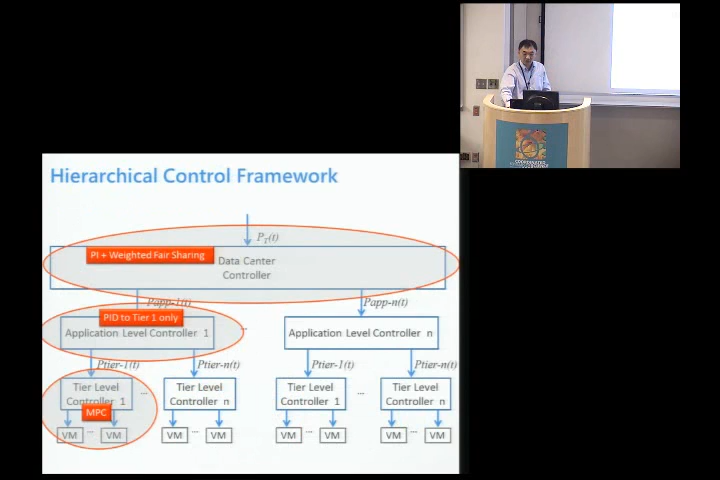 COORDINATED
Hierarchical Control Framework
PT(t)
PI + Weighted Fair Sharing
Data Canter
Controller
Papp-1(t)
Papp-n(t)
PID to Tier 1 only
Application Level Controller 1
...
Application Level Controller n
Ptier-1(t)
Ptier-n(t)
Ptier-1(t)
Ptier-n(t)
Tier Level
Controller 1
...
Tier Level
Controller n
Tier Level
Controller 1
...
Tier Level
Controller n
MPC
VM ... VM
VM ... VM
VM ... VM
VM ... VM